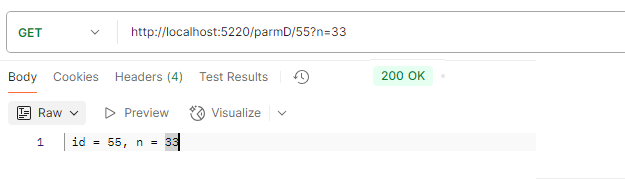 GET http://localhost:5220/parmD/55?n=33
Body Cookies Headers (4) Test Results 200 OK
Raw Preview Visualize
1 id = 55, n = 33